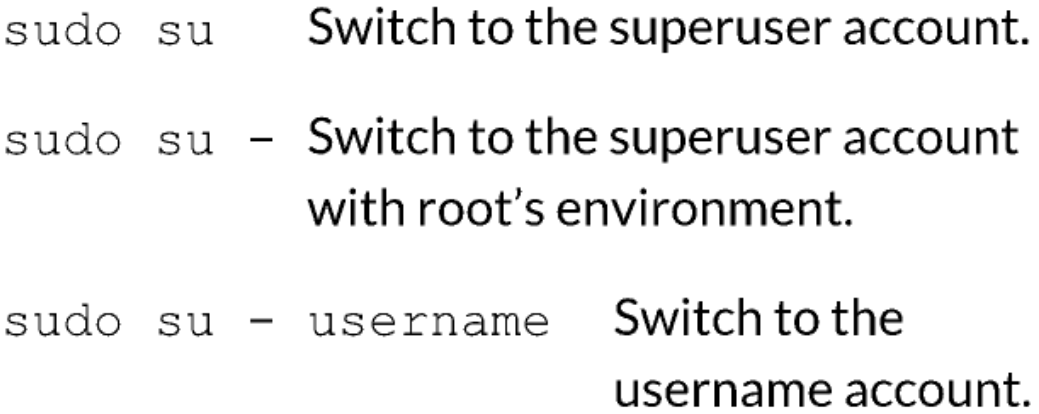 sudo su Switch to the superuser account.
sudo su - Switch to the superuser account
with root’s environment.
sudo su - username Switch to the
username account.